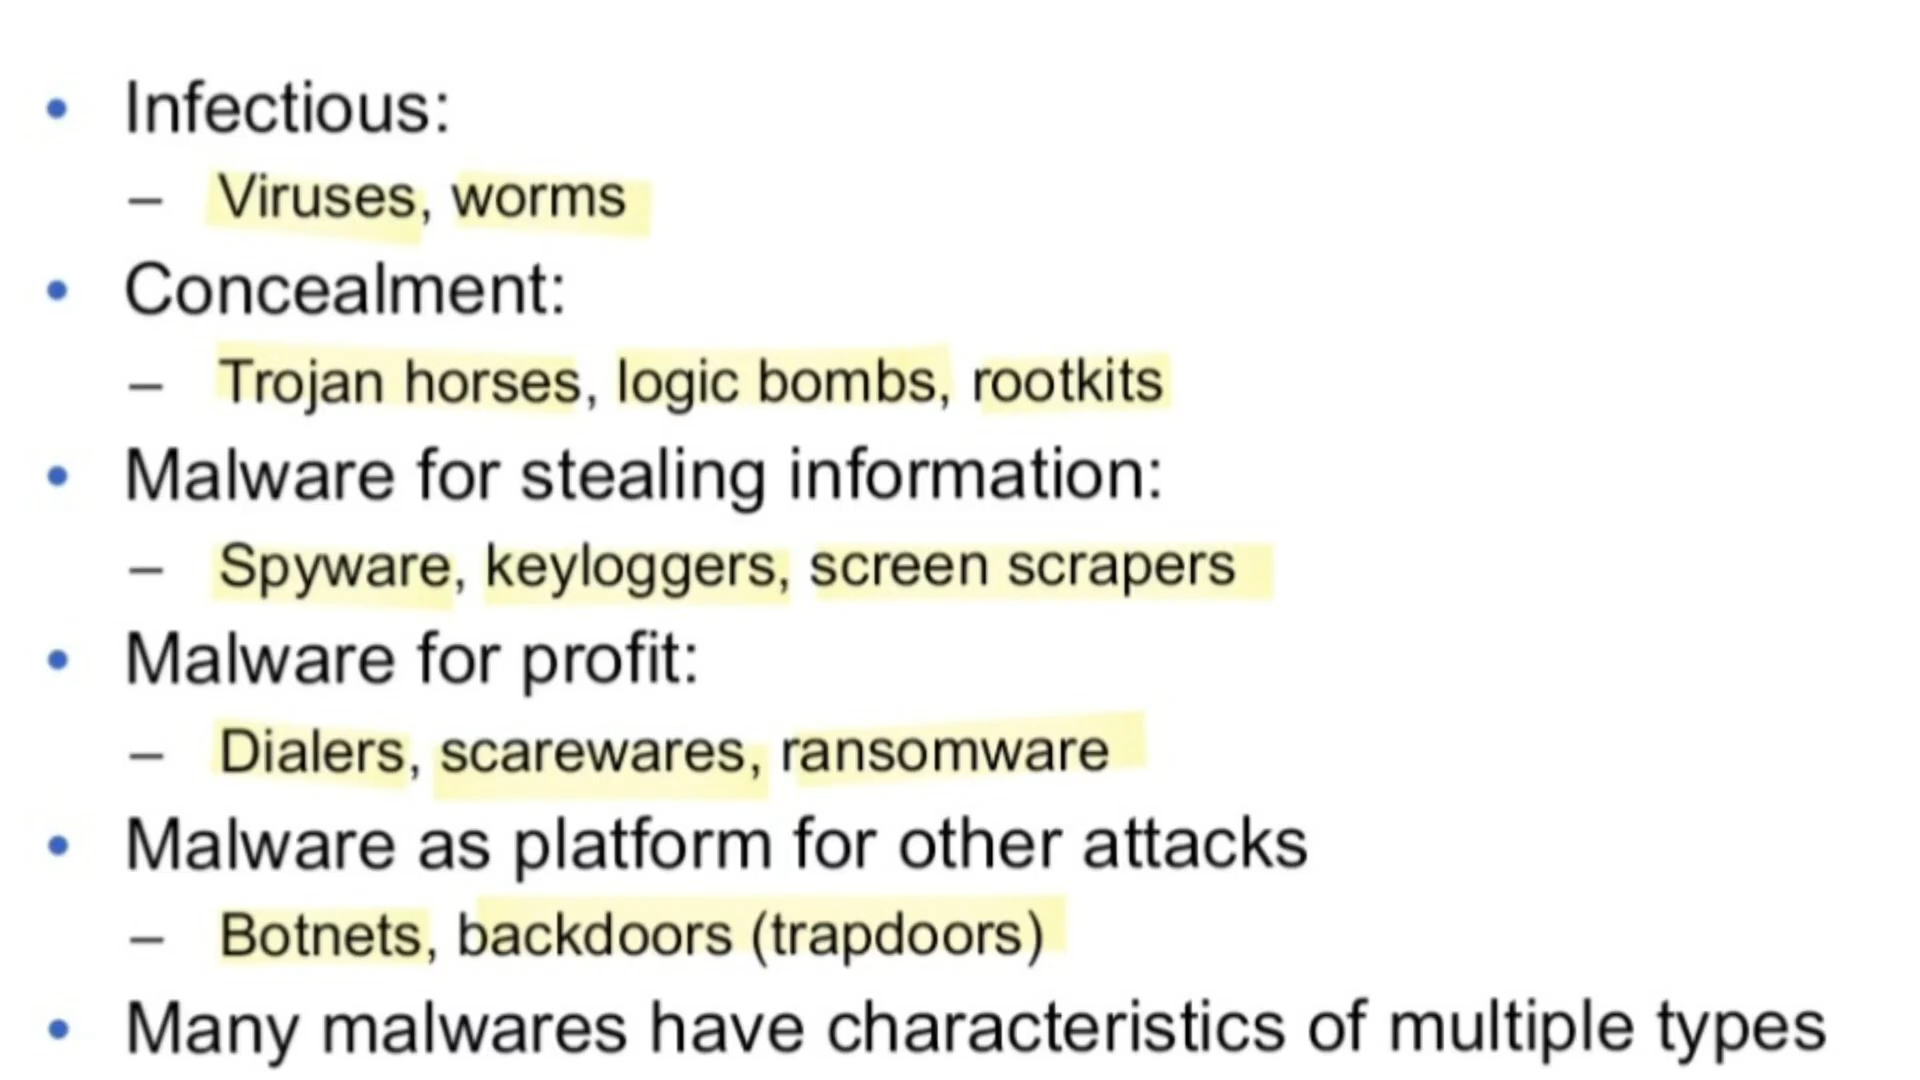 • Infectious:
– Viruses, worms
• Concealment:
– Trojan horses, logic bombs, rootkits
• Malware for stealing information:
– Spyware, keyloggers, screen scrapers
• Malware for profit:
– Dialers, scarewares, ransomware
• Malware as platform for other attacks
– Botnets, backdoors (trapdoors)
• Many malwares have characteristics of multiple types